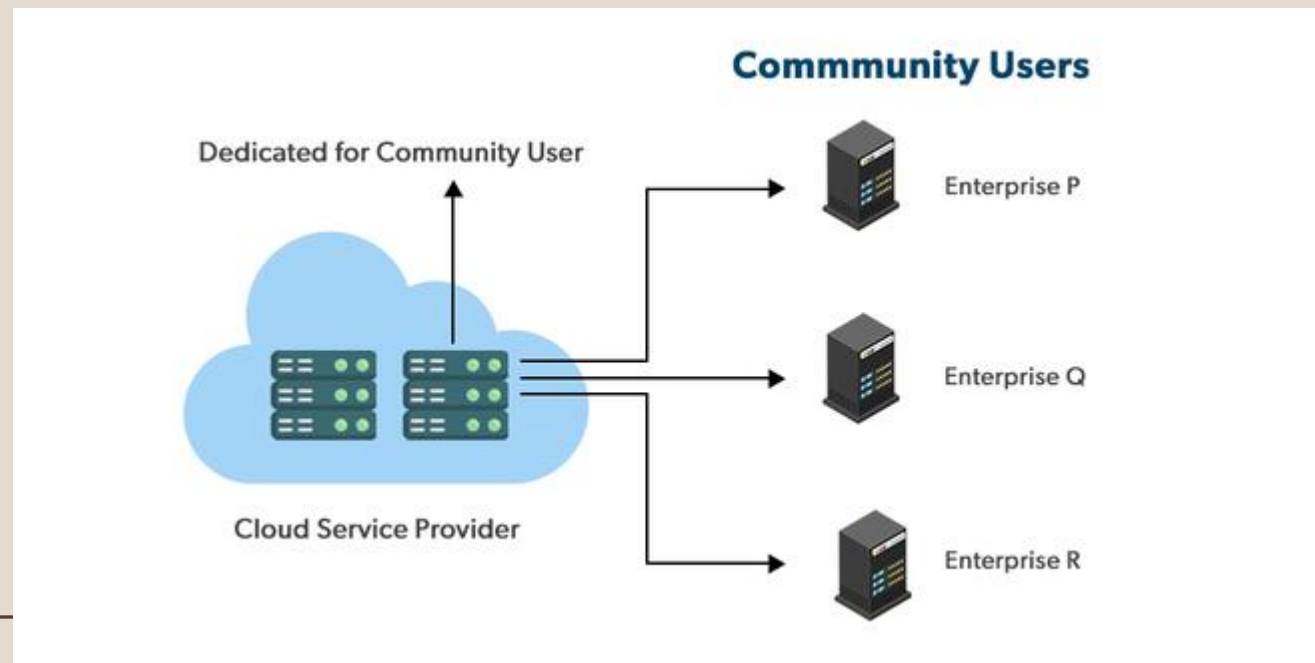 Commmunity Users
Dedicated for Community User
Enterprise P
Enterprise Q
Cloud Service Provider
Enterprise R